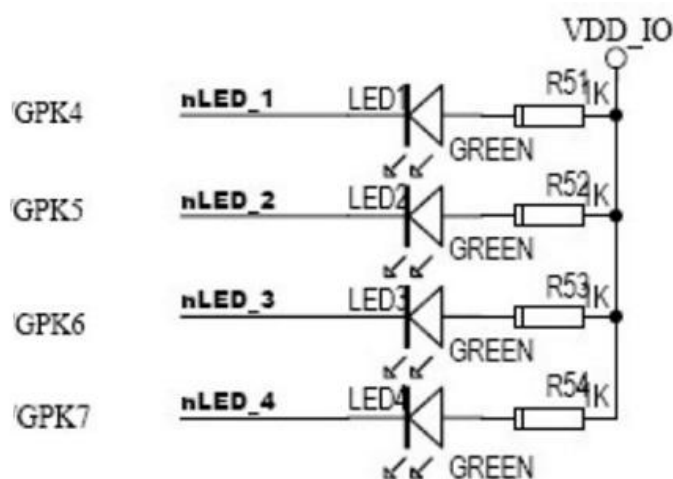 VDD_IO
/GPK4 nLED_1 LED1 R51 1K
GREEN
/GPK5 nLED_2 LED2 R52 1K
GREEN
/GPK6 nLED_3 LED3 R53 1K
GREEN
/GPK7 nLED_4 LED4 R54 1K
GREEN